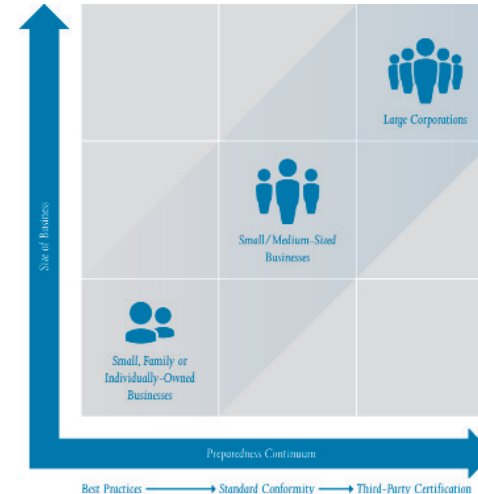 Large Corporations
Size of Business
Small/Medium-Sized
Businesses
Small, Family or
Individually-Owned
Businesses
Preparedness Continuum
Best Practices → Standard Conformity → Third-Party Certification